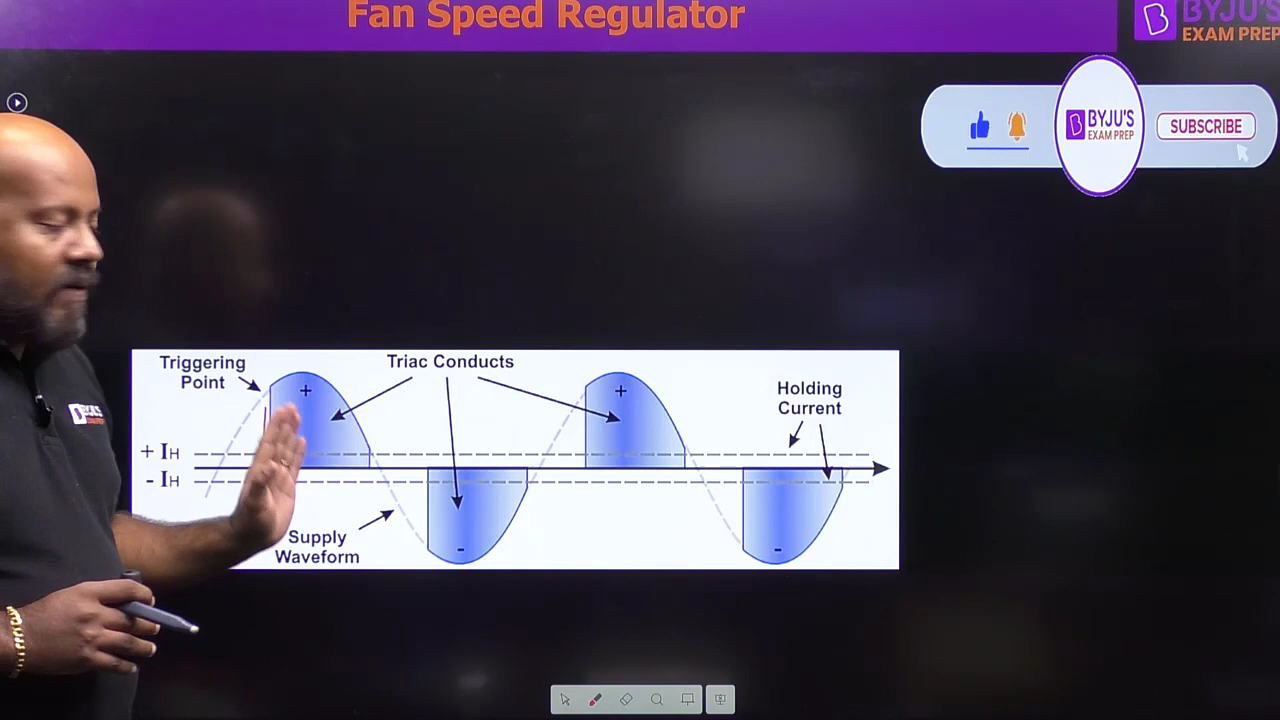 Fan Speed Regulator
BYJU'S
EXAM PREP
BYJU'S
EXAM PREP
SUBSCRIBE
Triggering
Point
Triac Conducts
Holding
Current
+
+
+ IH
- IH
Supply
Waveform
-
-